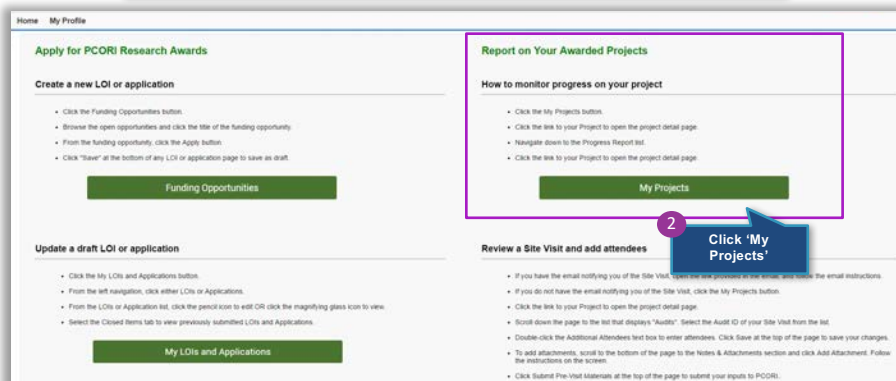 Home My Profile
Apply for PCORI Research Awards
Create a new LOI or application
• Click the Funding Opportunities button.
• Browse the open opportunities and click the title of the funding opportunity.
• From the funding opportunity, click the Apply button.
• Click "Save" at the bottom of any LOI or application page to save as draft.
Funding Opportunities
Update a draft LOI or application
• Click the My LOIs and Applications button.
• From the left navigation, click either LOIs or Applications.
• From the LOIs or Application list, click the pencil icon to edit OR click the magnifying glass icon to view.
• Select the Closed Items tab to view previously submitted LOIs and Applications.
My LOIs and Applications
Report on Your Awarded Projects
How to monitor progress on your project
• Click the My Projects button.
• Click the link to your Project to open the project detail page.
• Navigate down to the Progress Report list.
• Click the link to your Project to open the project detail page.
My Projects
2
Click ‘My
Projects’
Review a Site Visit and add attendees
• If you have the email notifying you of the Site Visit, open the link provided in the email, and follow the email instructions.
• If you do not have the email notifying you of the Site Visit, click the My Projects button.
• Click the link to your Project to open the project detail page.
• Scroll down the page to the list that displays "Audits". Select the Audit ID of your Site Visit from the list.
• Double-click the Additional Attendees text box to enter attendees. Click Save at the top of the page to save your changes.
• To add attachments, scroll to the bottom of the page to the Notes & Attachments section and click Add Attachment. Follow
the instructions on the screen.
• Click Submit Pre-Visit Materials at the top of the page to submit your inputs to PCORI.